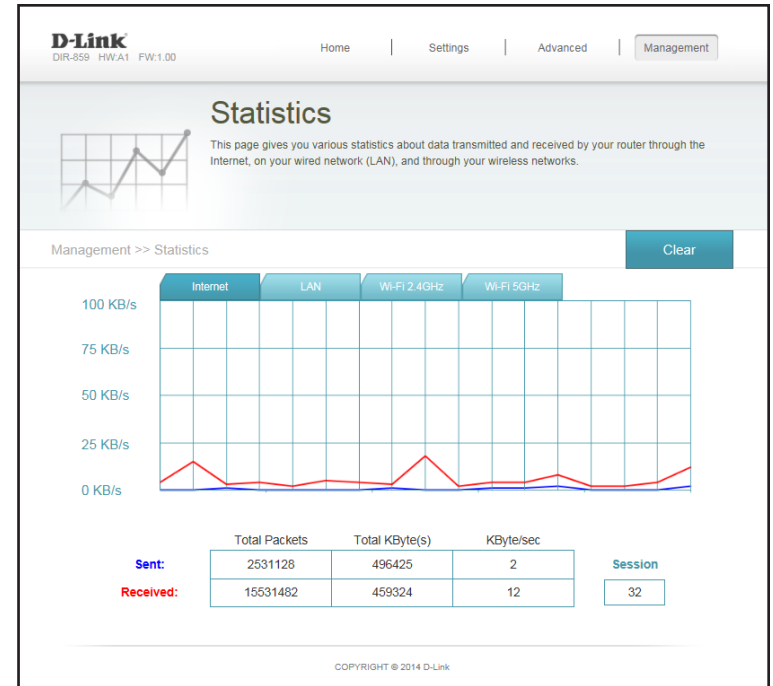 D-Link
DIR-859 HW:A1 FW:1.00
Home | Settings | Advanced | Management
Statistics
This page gives you various statistics about data transmitted and received by your router through the
Internet, on your wired network (LAN), and through your wireless networks.
Management >> Statistics
Clear
Internet LAN Wi-Fi 2.4GHz Wi-Fi 5GHz
100 KB/s
75 KB/s
50 KB/s
25 KB/s
0 KB/s
Total Packets Total KByte(s) KByte/sec
Sent: 2531128 496425 2 Session
Received: 15531482 459324 12 32
COPYRIGHT © 2014 D-Link